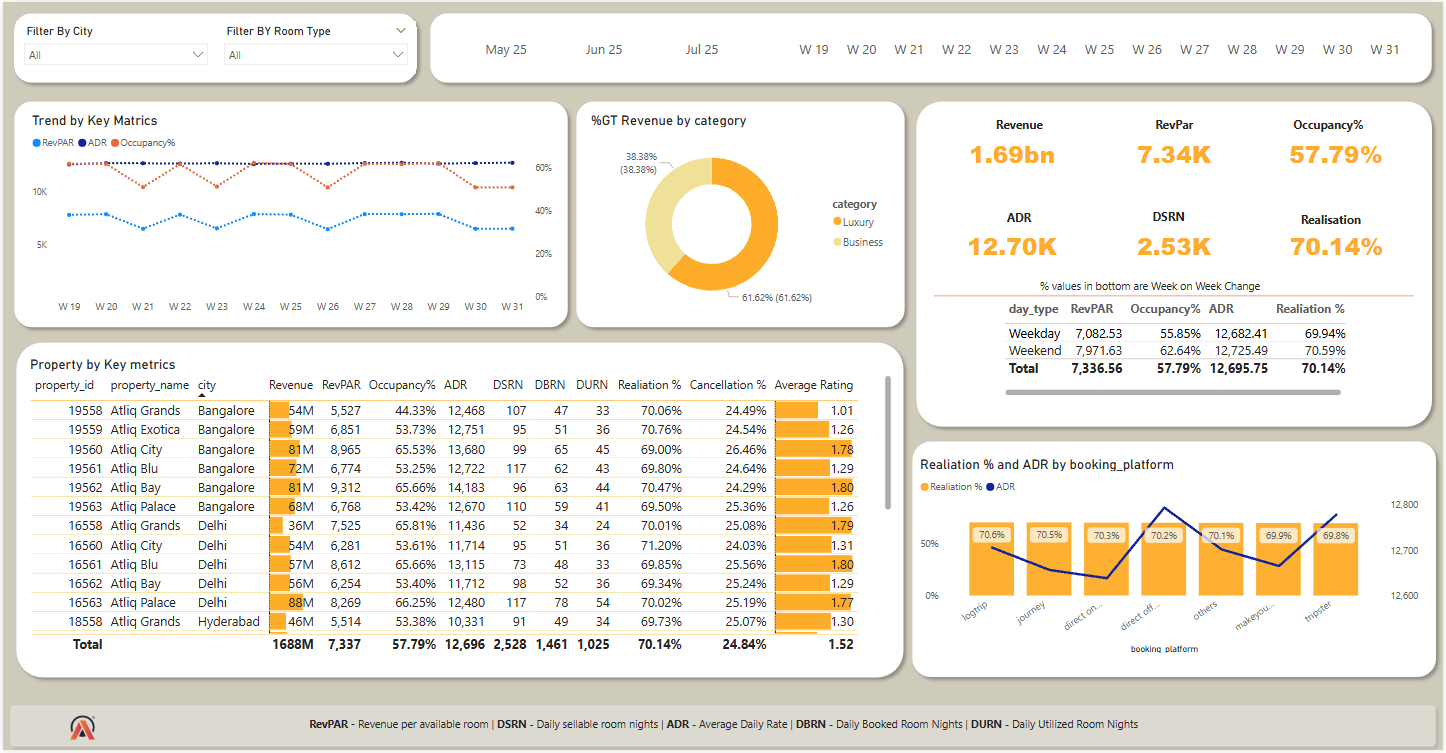 Filter By City
All
Filter BY Room Type
All
May 25 Jun 25 Jul 25 W 19 W 20 W 21 W 22 W 23 W 24 W 25 W 26 W 27 W 28 W 29 W 30 W 31
Trend by Key Matrics
RevPAR ADR Occupancy%
10K
5K
60%
40%
20%
0%
W 19 W 20 W 21 W 22 W 23 W 24 W 25 W 26 W 27 W 28 W 29 W 30 W 31
%GT Revenue by category
38.38%
(38.38%)
61.62% (61.62%)
category
Luxury
Business
Revenue RevPar Occupancy%
1.69bn 7.34K 57.79%
ADR DSRN Realisation
12.70K 2.53K 70.14%
% values in bottom are Week on Week Change
day_type RevPAR Occupancy% ADR Realiation %
Weekday 7,082.53 55.85% 12,682.41 69.94%
Weekend 7,971.63 62.64% 12,725.49 70.59%
Total 7,336.56 57.79% 12,695.75 70.14%
Property by Key metrics
property_id property_name city Revenue RevPAR Occupancy% ADR DSRN DBRN DURN Realiation % Cancellation % Average Rating
19558 Atliq Grands Bangalore 54M 5,527 44.33% 12,468 107 47 33 70.06% 24.49% 1.01
19559 Atliq Exotica Bangalore 59M 6,851 53.73% 12,751 95 51 36 70.76% 24.54% 1.26
19560 Atliq City Bangalore 81M 8,965 65.53% 13,680 99 65 45 69.00% 26.46% 1.78
19561 Atliq Blu Bangalore 72M 6,774 53.25% 12,722 117 62 43 69.80% 24.64% 1.29
19562 Atliq Bay Bangalore 81M 9,312 65.66% 14,183 96 63 44 70.47% 24.29% 1.80
19563 Atliq Palace Bangalore 68M 6,768 53.42% 12,670 110 59 41 69.50% 25.36% 1.26
16558 Atliq Grands Delhi 36M 7,525 65.81% 11,436 52 34 24 70.01% 25.08% 1.79
16560 Atliq City Delhi 54M 6,281 53.61% 11,714 95 51 36 71.20% 24.03% 1.31
16561 Atliq Blu Delhi 57M 8,612 65.66% 13,115 73 48 33 69.85% 25.56% 1.80
16562 Atliq Bay Delhi 56M 6,254 53.40% 11,712 98 52 36 69.34% 25.24% 1.29
16563 Atliq Palace Delhi 88M 8,269 66.25% 12,480 117 78 54 70.02% 25.19% 1.77
18558 Atliq Grands Hyderabad 46M 5,514 53.38% 10,331 91 49 34 69.73% 25.07% 1.30
Total 1688M 7,337 57.79% 12,696 2,528 1,461 1,025 70.14% 24.84% 1.52
Realiation % and ADR by booking_platform
Realiation % ADR
50%
0%
70.6% 70.5% 70.3% 70.2% 70.1% 69.9% 69.8%
12,800
12,700
12,600
logtrip journey direct on... direct off... others makeyou... tripster
booking_platform
RevPAR - Revenue per available room | DSRN - Daily sellable room nights | ADR - Average Daily Rate | DBRN - Daily Booked Room Nights | DURN - Daily Utilized Room Nights